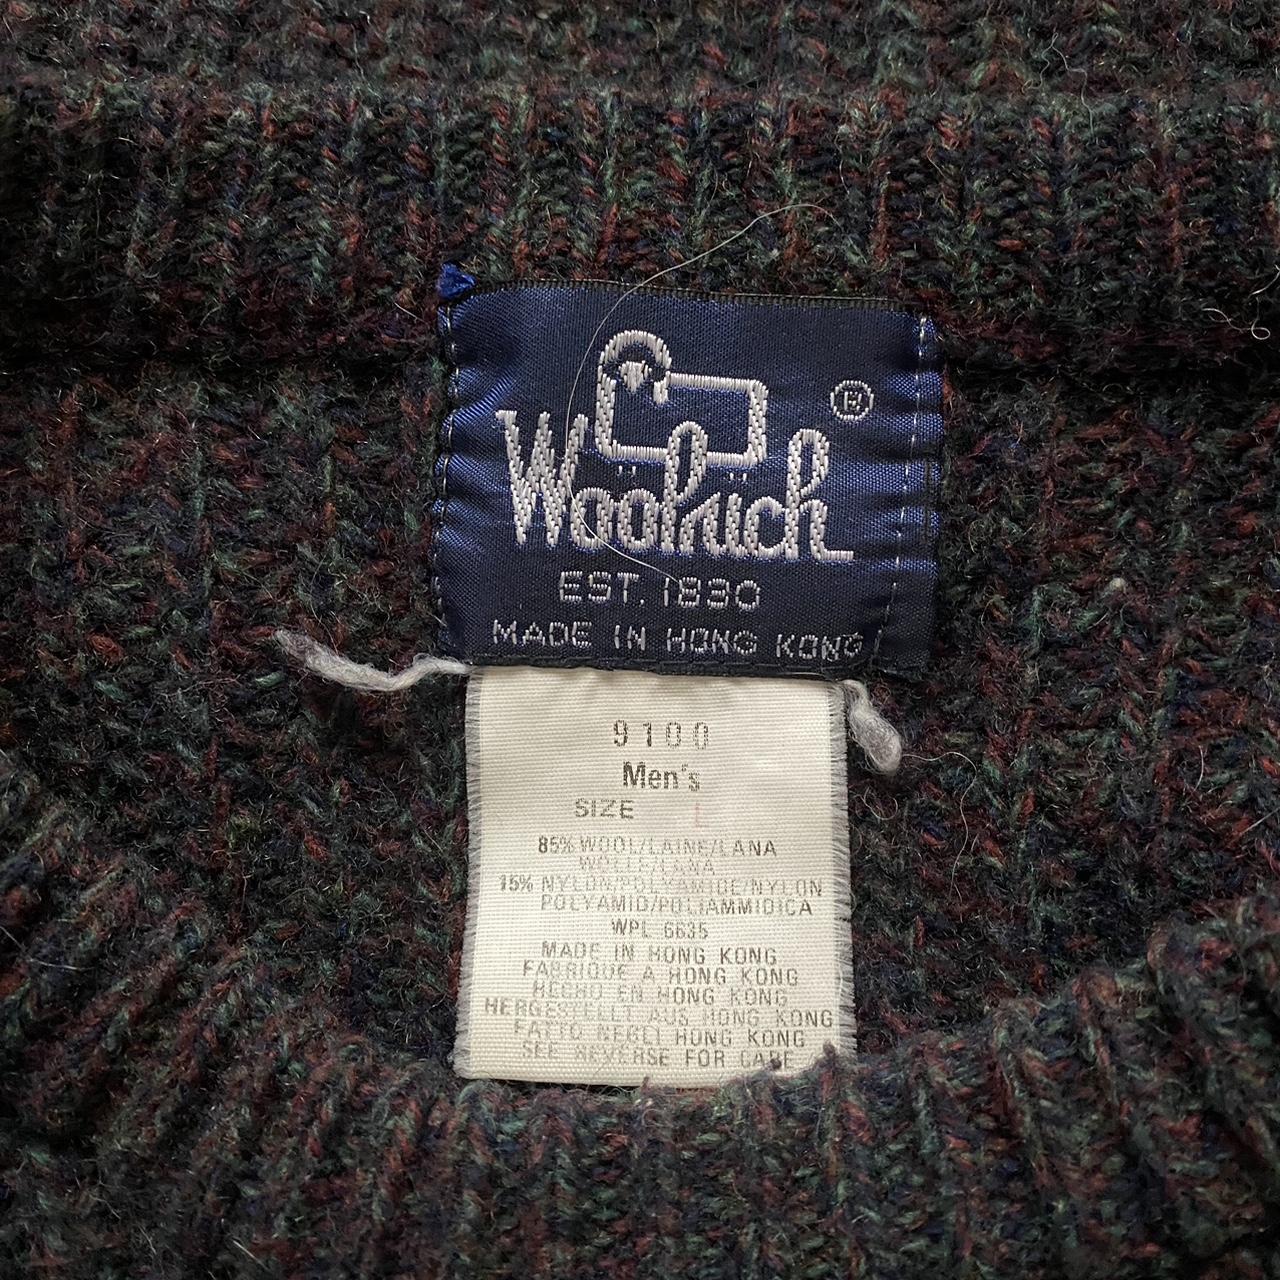 Woolrich
®
EST. 1830
MADE IN HONG KONG
9100
Men's
SIZE L
85% WOOL/LAINE/LANA
WOLLE/LANA
15% NYLON/POLYAMIDE/NYLON
POLYAMID/POLIAMMIDICA
WPL 6635
MADE IN HONG KONG
FABRIQUE A HONG KONG
HECHO EN HONG KONG
HERGESTELLT AUS HONG KONG
FATTO NEGLI HONG KONG
SEE REVERSE FOR CARE